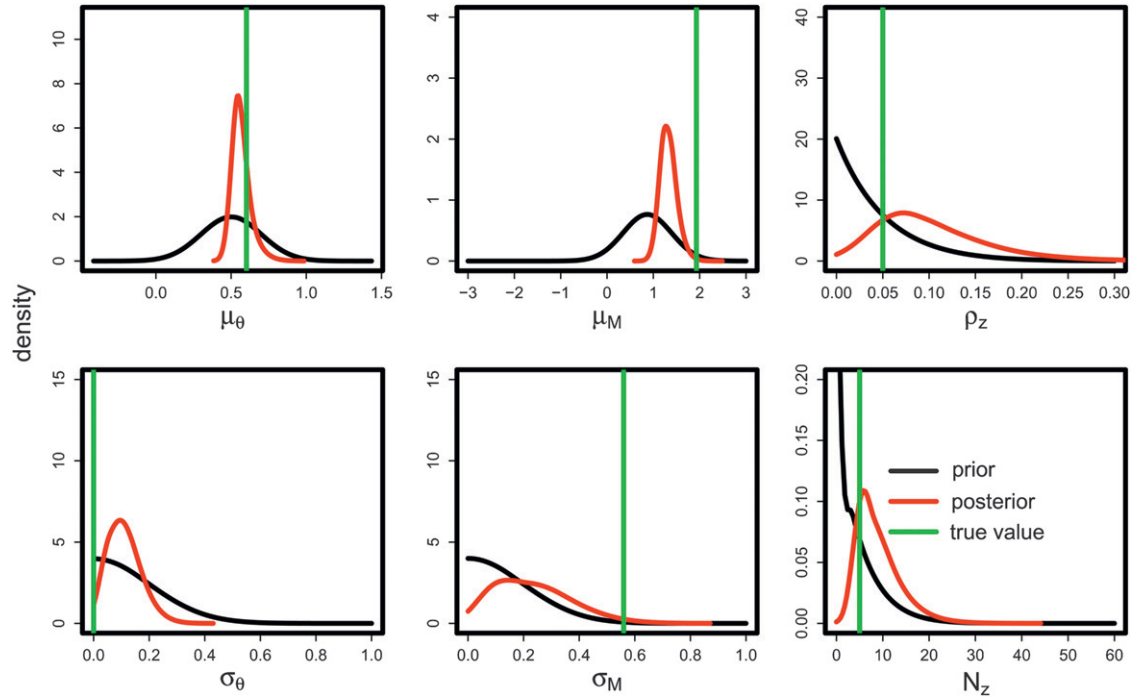 density
0 2 4 6 8 10
0.0 0.5 1.0 1.5
μθ
0 1 2 3 4
−3 −2 −1 0 1 2 3
μM
0 10 20 30 40
0.00 0.05 0.10 0.15 0.20 0.25 0.30
ρz
0 5 10 15
0.0 0.2 0.4 0.6 0.8 1.0
σθ
0 5 10 15
0.0 0.2 0.4 0.6 0.8 1.0
σM
0.00 0.05 0.10 0.15 0.20
prior
posterior
true value
0 10 20 30 40 50 60
Nz